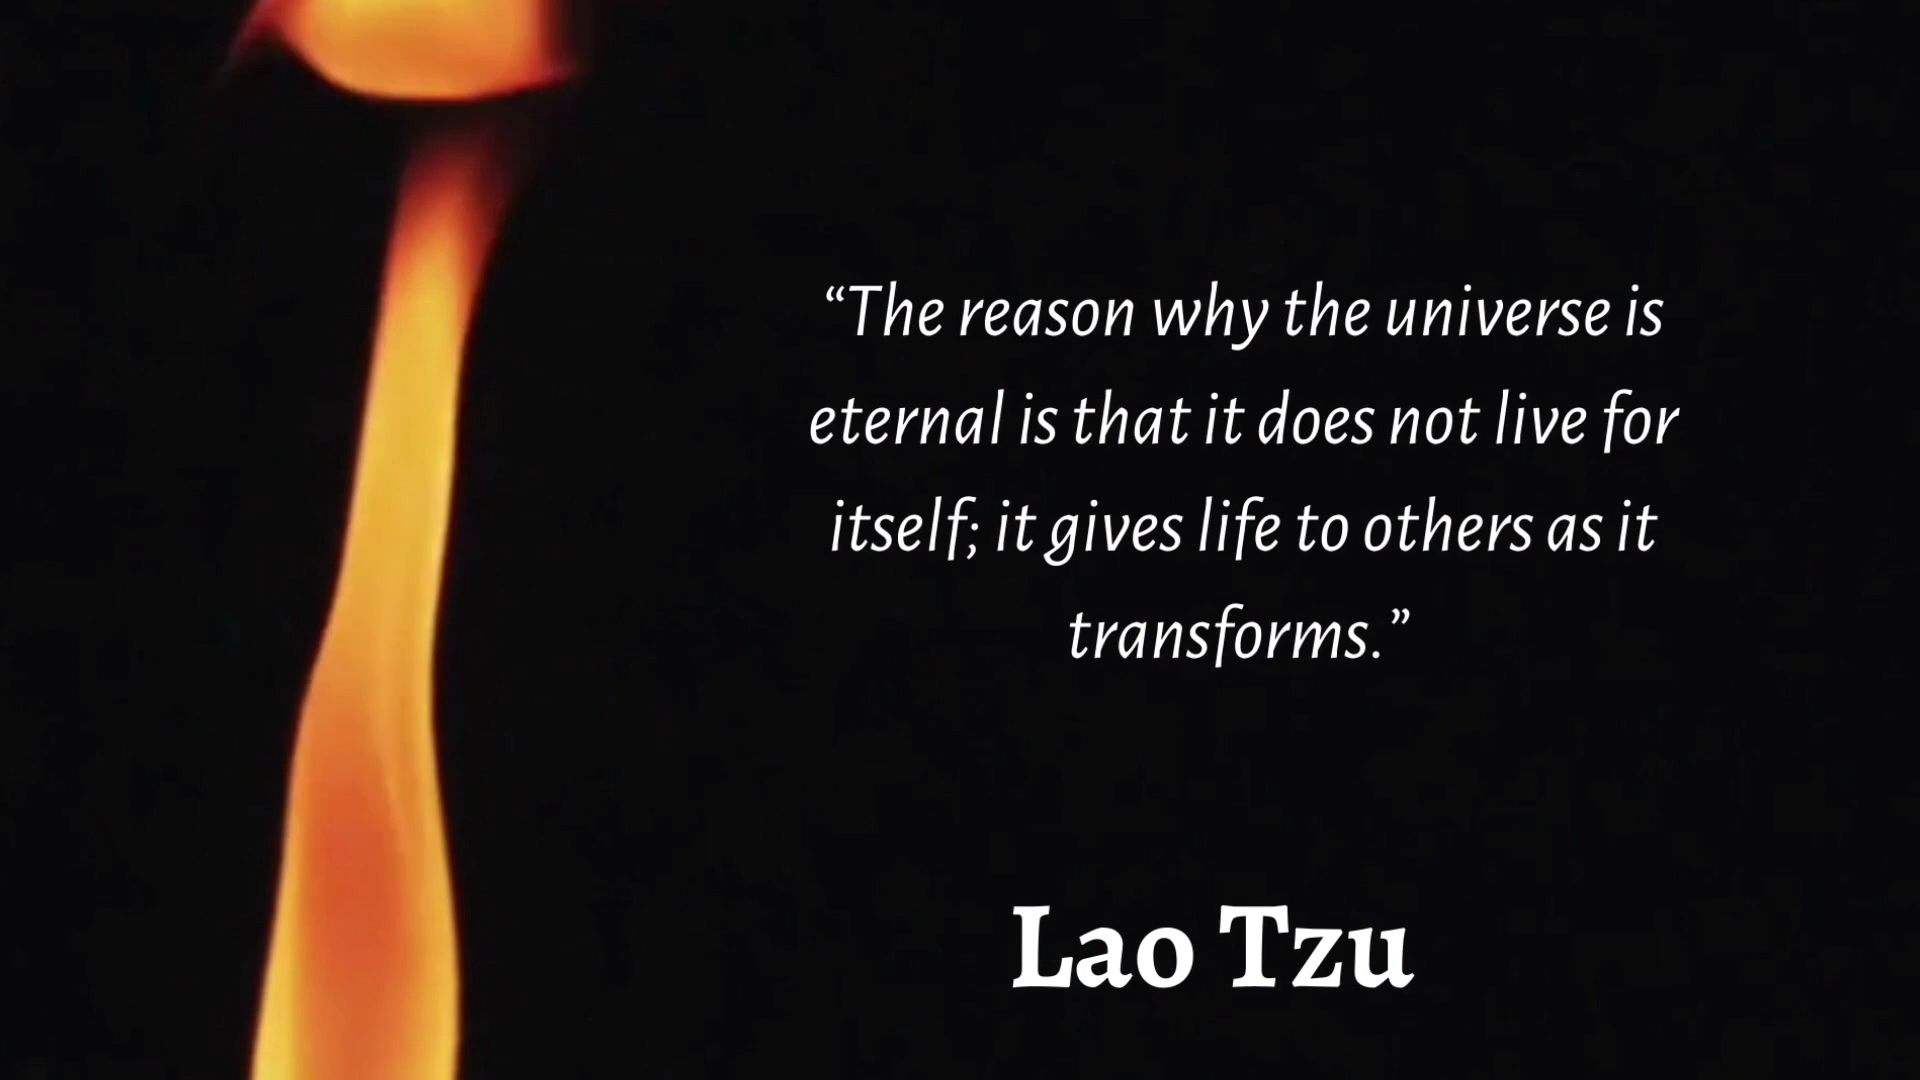 “The reason why the universe is
eternal is that it does not live for
itself; it gives life to others as it
transforms.”
Lao Tzu